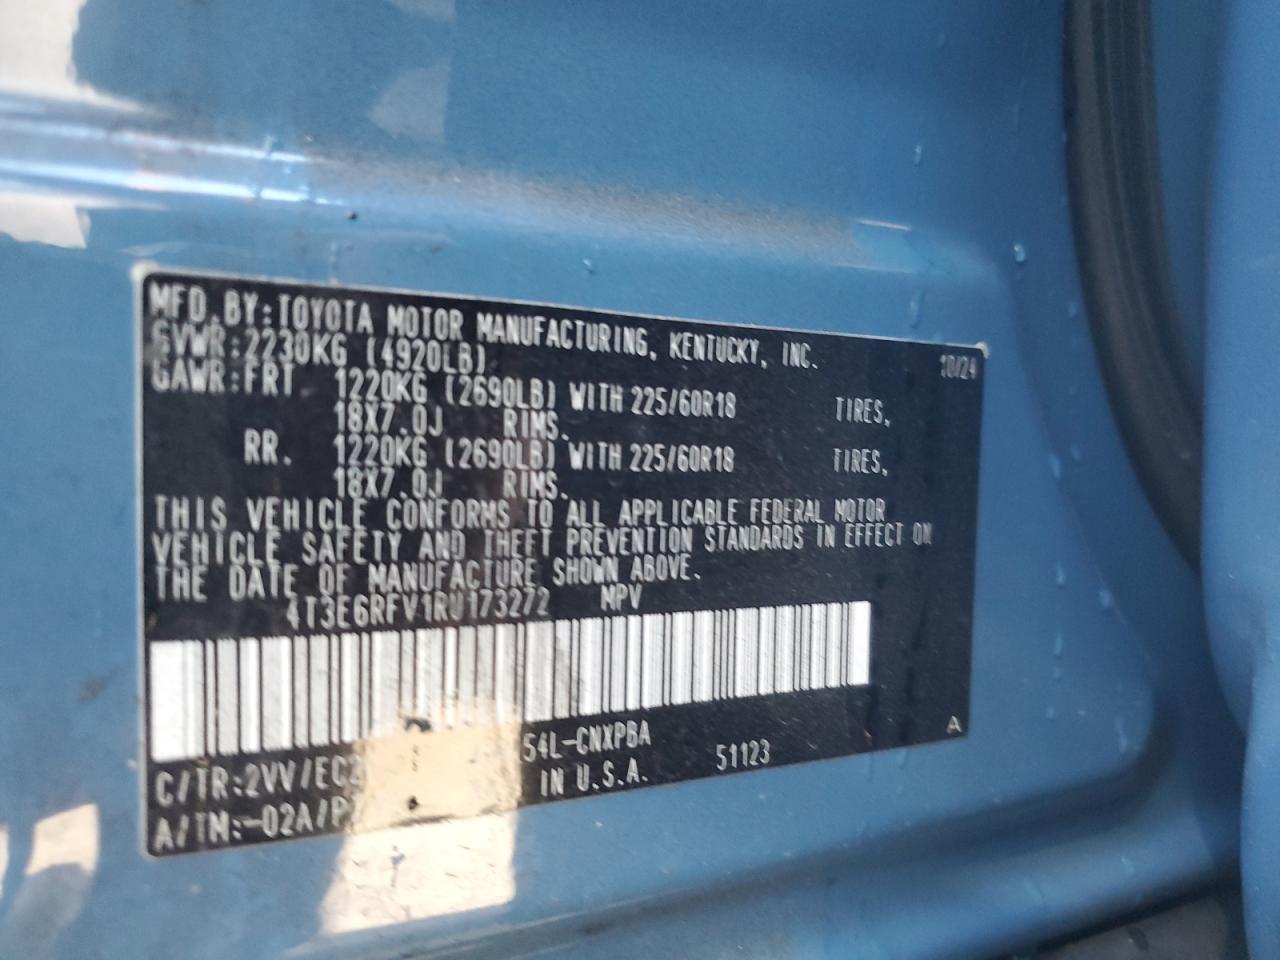 MFD. BY: TOYOTA MOTOR MANUFACTURING, KENTUCKY, INC. 10/24
GVWR: 2230KG (4920LB)
GAWR: FRT 1220KG (2690LB) WITH 225/60R18 TIRES,
18X7.0J RIMS.
RR. 1220KG (2690LB) WITH 225/60R18 TIRES,
18X7.0J RIMS.
THIS VEHICLE CONFORMS TO ALL APPLICABLE FEDERAL MOTOR
VEHICLE SAFETY AND THEFT PREVENTION STANDARDS IN EFFECT ON
THE DATE OF MANUFACTURE SHOWN ABOVE.
4T3E6RFV1RU173272 MPV
A
C/TR: 2VV/EC2 54L-CNXPBA
A/TM: -02A/P IN U.S.A. 51123